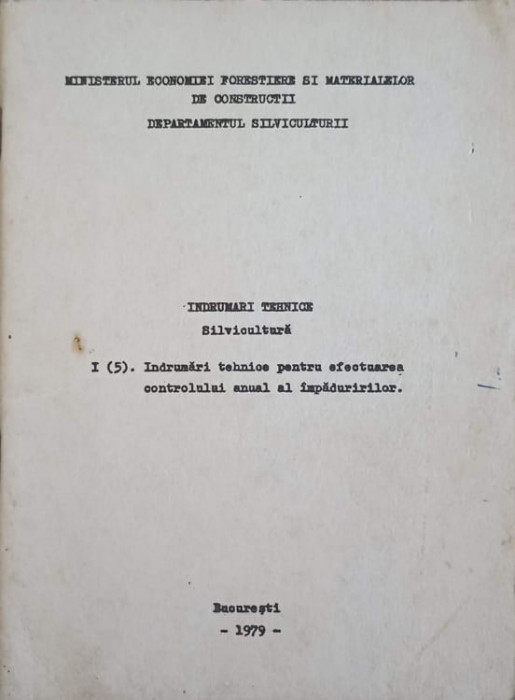 MINISTERUL ECONOMIEI FORESTIERE SI MATERIALELOR
DE CONSTRUCTII
DEPARTAMENTUL SILVICULTURII
INDRUMARI TEHNICE
Silvicultură
I (5). Indrumări tehnice pentru efectuarea
controlului anual al împăduririlor.
Bucureşti
- 1979 -